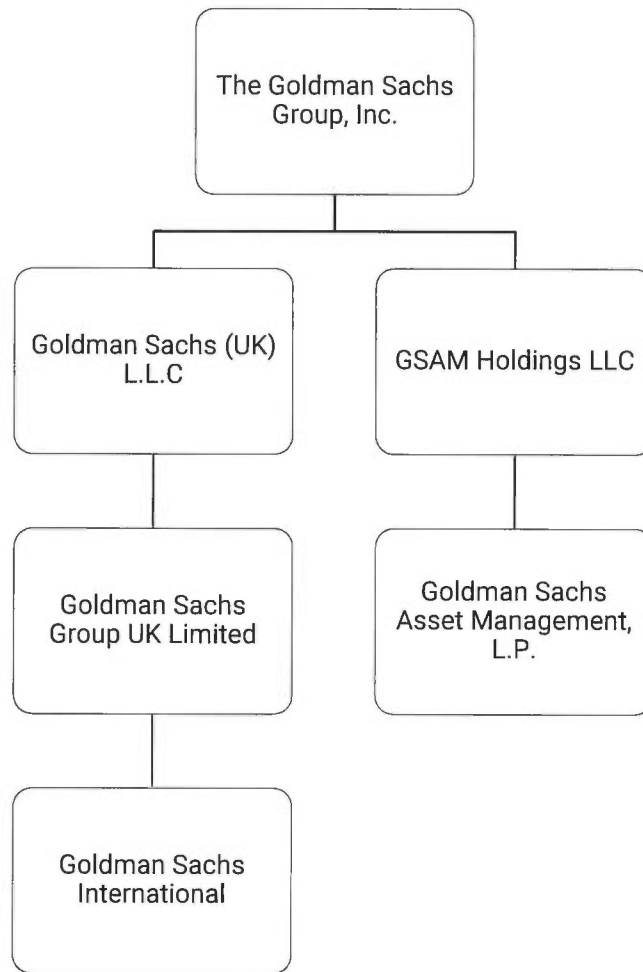 The Goldman Sachs
Group, Inc.
Goldman Sachs (UK)
L.L.C
GSAM Holdings LLC
Goldman Sachs
Group UK Limited
Goldman Sachs
Asset Management,
L.P.
Goldman Sachs
International